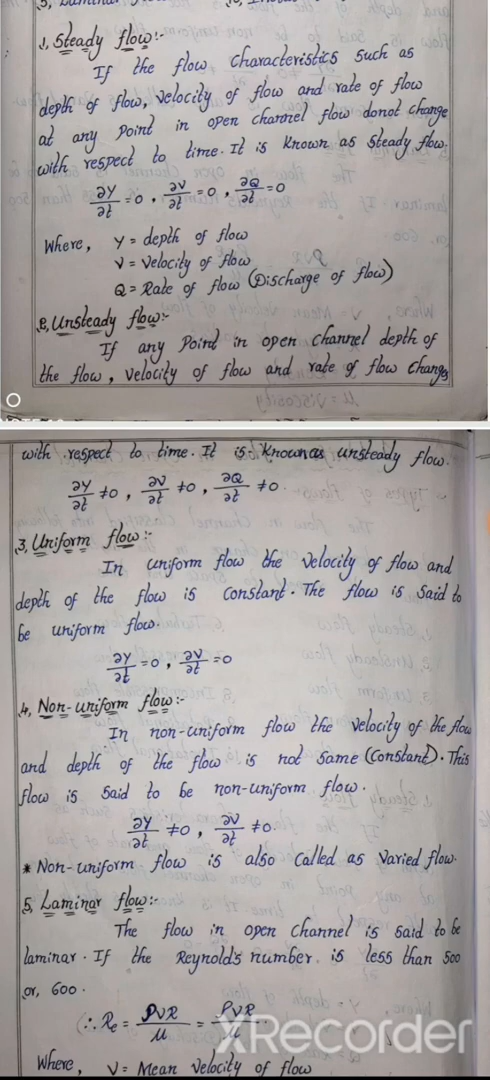 1, Steady flow:-
If the flow characteristics such as
depth of flow, velocity of flow and rate of flow
at any Point in open channel flow donot change
with respect to time. It is known as Steady flow.
∂Y/∂t = 0 , ∂V/∂t = 0 , ∂Q/∂t = 0
Where, Y = depth of flow
V = Velocity of flow
Q = Rate of flow (Discharge of flow)
2, Unsteady flow:-
If any Point in open channel depth of
the flow, velocity of flow and rate of flow changes
with respect to time. It is known as unsteady flow.
∂Y/∂t ≠ 0 , ∂V/∂t ≠ 0 , ∂Q/∂t ≠ 0.
3, Uniform flow:-
In uniform flow the velocity of flow and
depth of the flow is constant. The flow is Said to
be uniform flow.
∂Y/∂t = 0 , ∂V/∂t = 0
4, Non-uniform flow:-
In non-uniform flow the velocity of the flow
and depth of the flow is not Same (constant). This
flow is Said to be non-uniform flow.
∂Y/∂t ≠ 0 , ∂V/∂t ≠ 0.
* Non-uniform flow is also called as Varied flow.
5, Laminar flow:-
The flow in open channel is Said to be
laminar. If the Reynold's number is less than 500
or, 600.
(∴ Re = ρVR/μ = ρVR/μ
XRecorder
Where, V = Mean velocity of flow